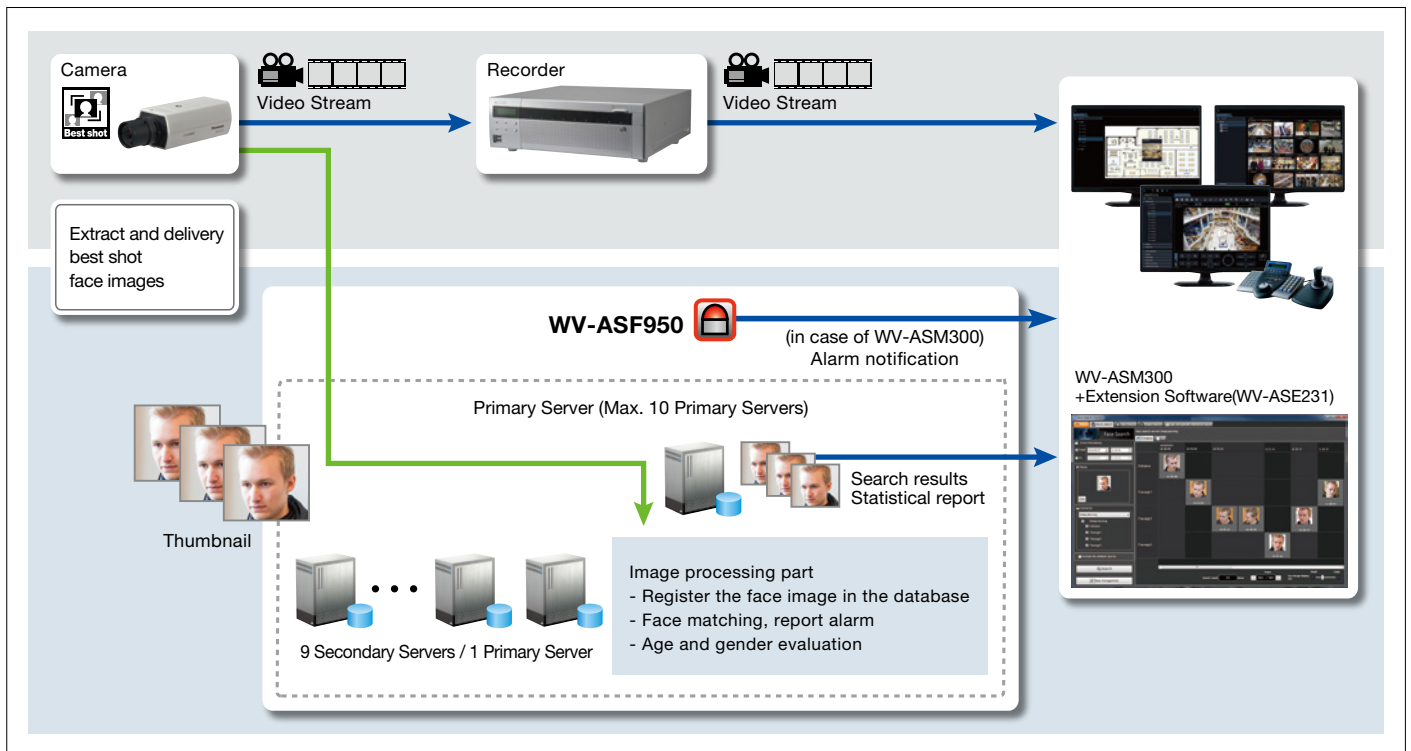 Camera
Best shot
Video Stream
Recorder
Video Stream
Extract and delivery
best shot
face images
WV-ASF950
(in case of WV-ASM300)
Alarm notification
WV-ASM300
+Extension Software(WV-ASE231)
Primary Server (Max. 10 Primary Servers)
Search results
Statistical report
Thumbnail
Image processing part
- Register the face image in the database
- Face matching, report alarm
- Age and gender evaluation
9 Secondary Servers / 1 Primary Server
Face Search